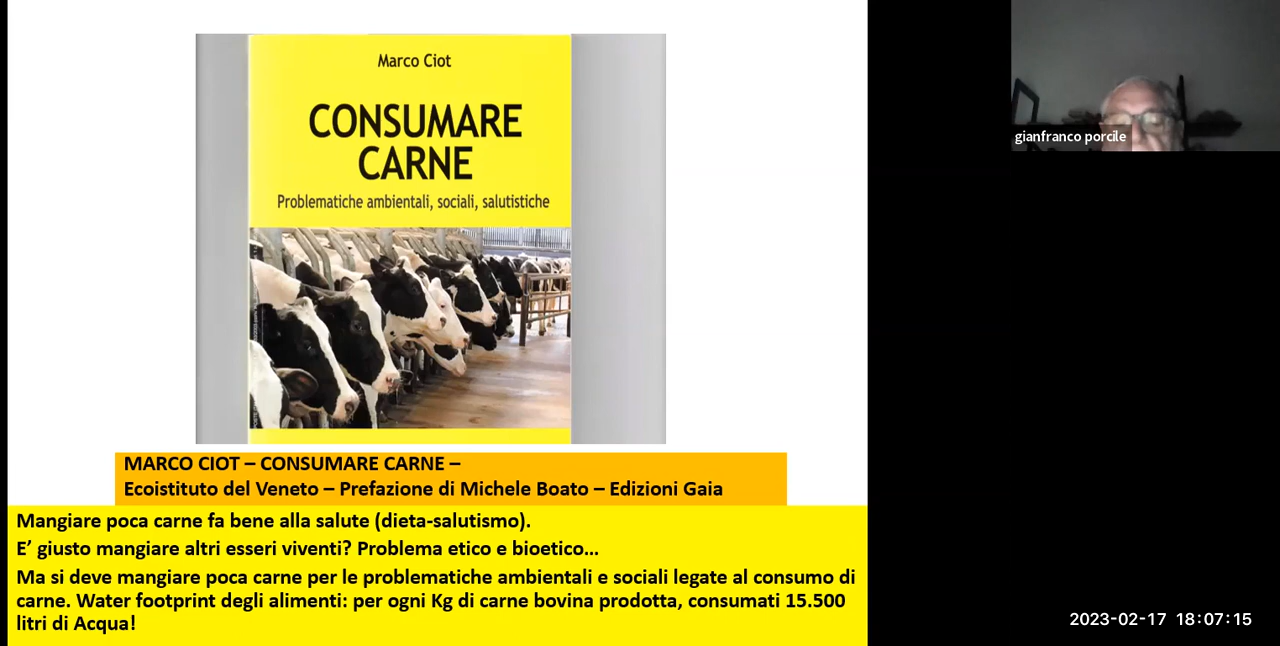 Marco Ciot
CONSUMARE
CARNE
Problematiche ambientali, sociali, salutistiche
MARCO CIOT – CONSUMARE CARNE –
Ecoistituto del Veneto – Prefazione di Michele Boato – Edizioni Gaia
Mangiare poca carne fa bene alla salute (dieta-salutismo).
E’ giusto mangiare altri esseri viventi? Problema etico e bioetico...
Ma si deve mangiare poca carne per le problematiche ambientali e sociali legate al consumo di
carne. Water footprint degli alimenti: per ogni Kg di carne bovina prodotta, consumati 15.500
litri di Acqua!
gianfranco porcile
2023-02-17 18:07:15